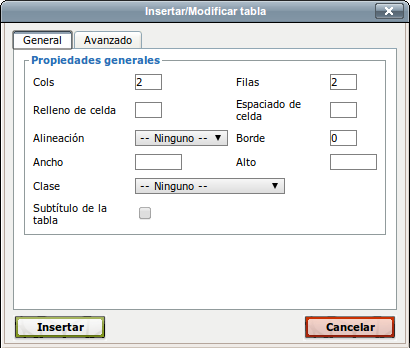 Insertar/Modificar tabla
General Avanzado
Propiedades generales
Cols 2 Filas 2
Relleno de celda Espaciado de
celda
Alineación -- Ninguno -- Borde 0
Ancho Alto
Clase -- Ninguno --
Subtítulo de la
tabla
Insertar Cancelar